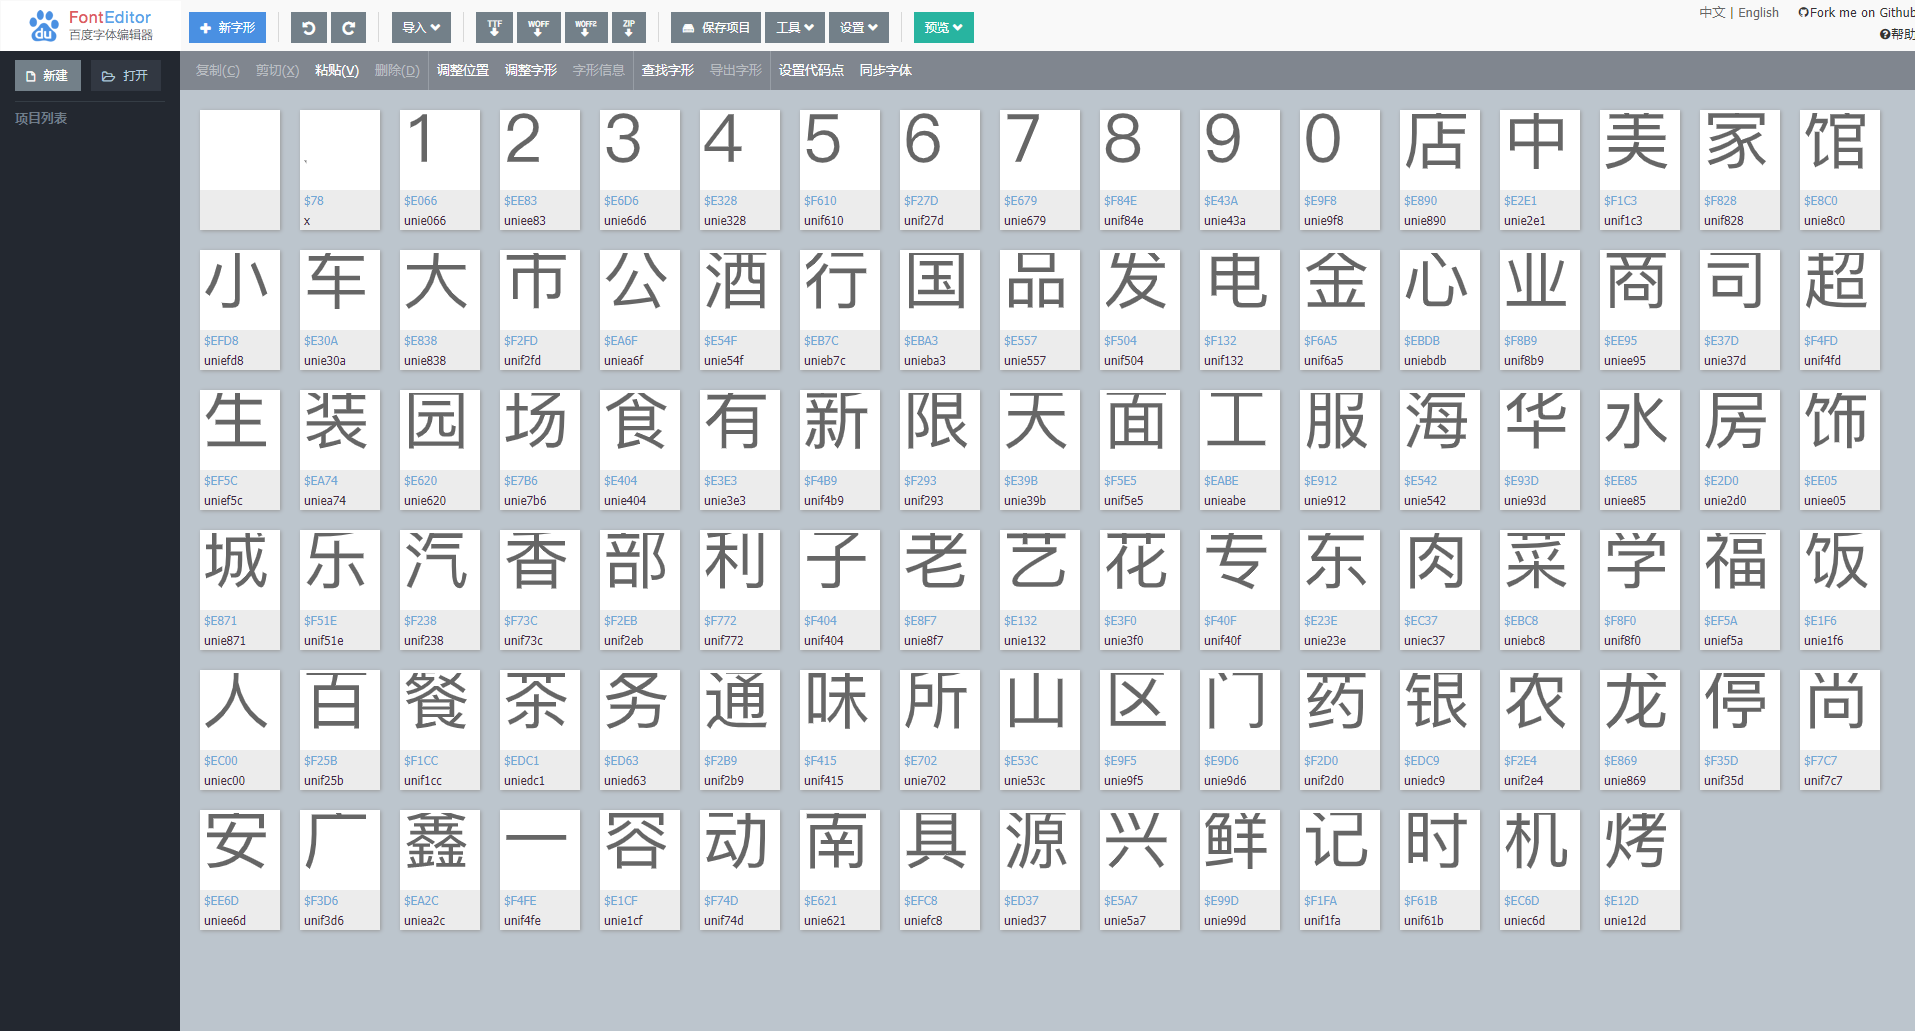 FontEditor
百度字体编辑器
新字形
导入
TTF
WOFF
WOFF2
ZIP
保存项目
工具
设置
预览
中文 | English
Fork me on Github
帮助
新建
打开
项目列表
复制(C) 剪切(X) 粘贴(V) 删除(D) 调整位置 调整字形 字形信息 查找字形 导出字形 设置代码点 同步字体
1 2 3 4 5 6 7 8 9 0 店 中 美 家 馆
$78 $E066 $EE83 $E6D6 $E328 $F610 $F27D $E679 $F84E $E43A $E9F8 $E890 $E2E1 $F1C3 $F828 $E8C0
x unie066 uniee83 unie6d6 unie328 unif610 unif27d unie679 unif84e unie43a unie9f8 unie890 unie2e1 unif1c3 unif828 unie8c0
小 车 大 市 公 酒 行 国 品 发 电 金 心 业 商 司 超
$EFD8 $E30A $E838 $F2FD $EA6F $E54F $EB7C $EBA3 $E557 $F504 $F132 $F6A5 $EBDB $F8B9 $EE95 $E37D $F4FD
uniefd8 unie30a unie838 unif2fd uniea6f unie54f unieb7c unieba3 unie557 unif504 unif132 unif6a5 uniebdb unif8b9 uniee95 unie37d unif4fd
生 装 园 场 食 有 新 限 天 面 工 服 海 华 水 房 饰
$EF5C $EA74 $E620 $E7B6 $E404 $E3E3 $F4B9 $F293 $E39B $F5E5 $EABE $E912 $E542 $E93D $EE85 $E2D0 $EE05
unief5c uniea74 unie620 unie7b6 unie404 unie3e3 unif4b9 unif293 unie39b unif5e5 unieabe unie912 unie542 unie93d uniee85 unie2d0 uniee05
城 乐 汽 香 部 利 子 老 艺 花 专 东 肉 菜 学 福 饭
$E871 $F51E $F238 $F73C $F2EB $F772 $F404 $E8F7 $E132 $E3F0 $F40F $E23E $EC37 $EBC8 $F8F0 $EF5A $E1F6
unie871 unif51e unif238 unif73c unif2eb unif772 unif404 unie8f7 unie132 unie3f0 unif40f unie23e uniec37 uniebc8 unif8f0 unief5a unie1f6
人 百 餐 茶 务 通 味 所 山 区 门 药 银 农 龙 停 尚
$EC00 $F25B $F1CC $EDC1 $ED63 $F2B9 $F415 $E702 $E53C $E9F5 $E9D6 $F2D0 $EDC9 $F2E4 $E869 $F35D $F7C7
uniec00 unif25b unif1cc uniedc1 unied63 unif2b9 unif415 unie702 unie53c unie9f5 unie9d6 unif2d0 uniedc9 unif2e4 unie869 unif35d unif7c7
安 广 鑫 一 容 动 南 具 源 兴 鲜 记 时 机 烤
$EE6D $F3D6 $EA2C $F4FE $E1CF $F74D $E621 $EFC8 $ED37 $E5A7 $E99D $F1FA $F61B $EC6D $E12D
uniee6d unif3d6 uniea2c unif4fe unie1cf unif74d unie621 uniefc8 unied37 unie5a7 unie99d unif1fa unif61b uniec6d unie12d